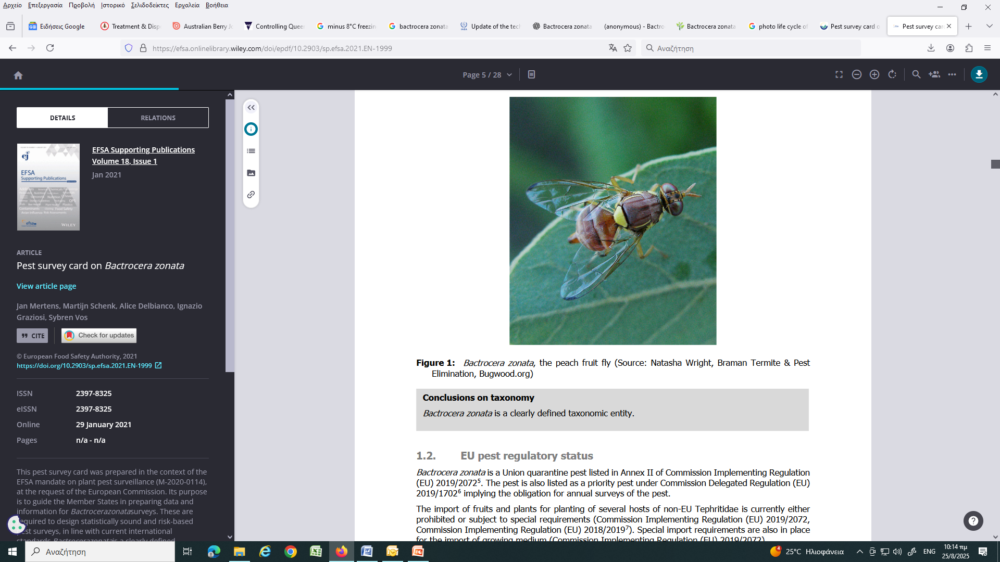 Αρχείο Επεξεργασία Προβολή Ιστορικό Σελιδοδείκτες Εργαλεία Βοήθεια
Ειδήσεις Google
Treatment & Disp
Australian Berry Jo
Controlling Queen
minus 8°C freezin
bactrocera zonata
Update of the tech
Bactrocera zonata
(anonymous) - Bactro
Bactrocera zonata
photo life cycle of
Pest survey card o
Pest survey car
https://efsa.onlinelibrary.wiley.com/doi/epdf/10.2903/sp.efsa.2021.EN-1999
Αναζήτηση
Page 5 / 28
DETAILS
RELATIONS
EFSA
Supporting Publications
WILEY
EFSA Supporting Publications
Volume 18, Issue 1
Jan 2021
ARTICLE
Pest survey card on Bactrocera zonata
View article page
Jan Mertens, Martijn Schenk, Alice Delbianco, Ignazio
Graziosi, Sybren Vos
CITE
Check for updates
© European Food Safety Authority, 2021
https://doi.org/10.2903/sp.efsa.2021.EN-1999
ISSN 2397-8325
eISSN 2397-8325
Online 29 January 2021
Pages n/a - n/a
This pest survey card was prepared in the context of the
EFSA mandate on plant pest surveillance (M-2020-0114),
at the request of the European Commission. Its purpose
is to guide the Member States in preparing data and
information for Bactrocerazonatasurveys. These are
required to design statistically sound and risk-based
pest surveys, in line with current international
standards. Bactrocerazonatais a clearly defined
Figure 1: Bactrocera zonata, the peach fruit fly (Source: Natasha Wright, Braman Termite & Pest
Elimination, Bugwood.org)
Conclusions on taxonomy
Bactrocera zonata is a clearly defined taxonomic entity.
1.2. EU pest regulatory status
Bactrocera zonata is a Union quarantine pest listed in Annex II of Commission Implementing Regulation
(EU) 2019/2072⁵. The pest is also listed as a priority pest under Commission Delegated Regulation (EU)
2019/1702⁶ implying the obligation for annual surveys of the pest.
The import of fruits and plants for planting of several hosts of non-EU Tephritidae is currently either
prohibited or subject to special requirements (Commission Implementing Regulation (EU) 2019/2072,
Commission Implementing Regulation (EU) 2018/2019⁷). Special import requirements are also in place
for the import of growing medium (Commission Implementing Regulation (EU) 2019/2072).
Αναζήτηση
4
25°C Ηλιοφάνεια
ENG
10:14 πμ
25/8/2025